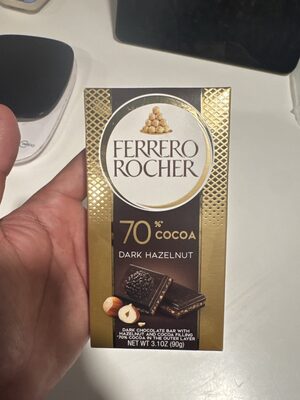 FERRERO
ROCHER
70%* COCOA
DARK HAZELNUT
DARK CHOCOLATE BAR WITH
HAZELNUT AND COCOA FILLING
*70% COCOA IN THE OUTER LAYER
NET WT 3.1OZ (90g)